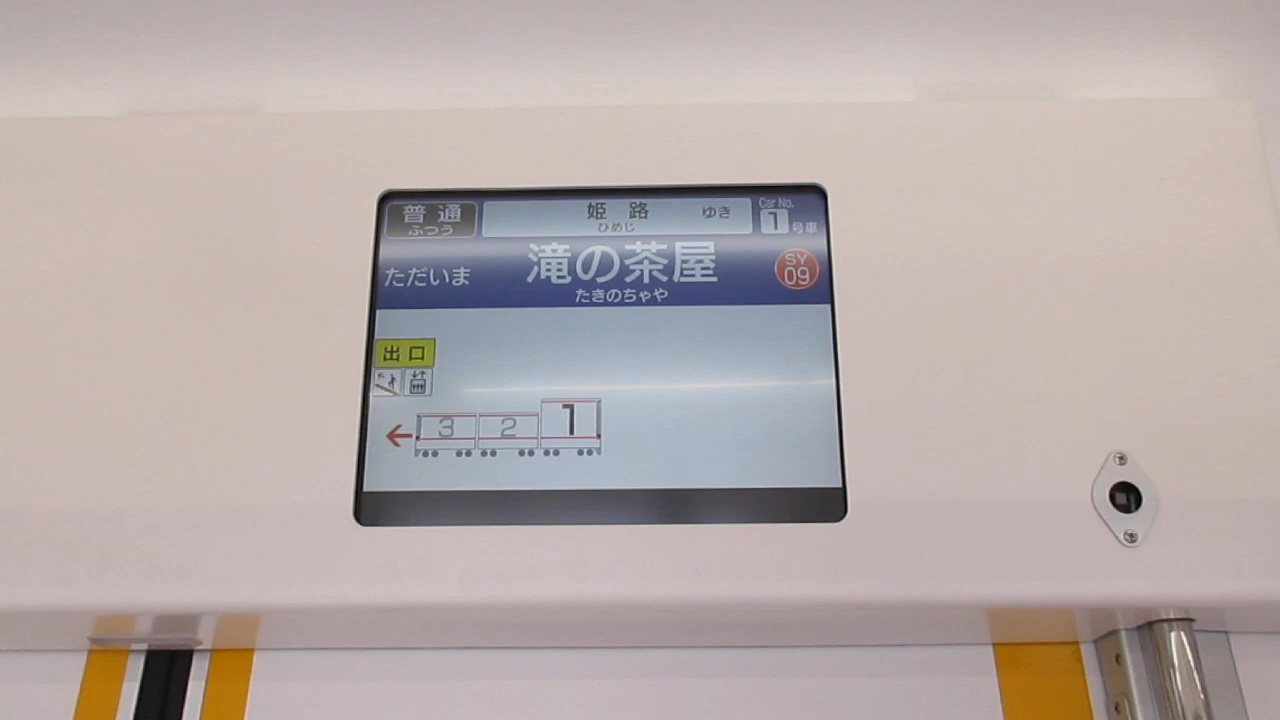 普通
ふつう
姫路 ゆき
ひめじ
Car No.
1 号車
ただいま
滝の茶屋
たきのちゃや
SY
09
出口
3 2 1